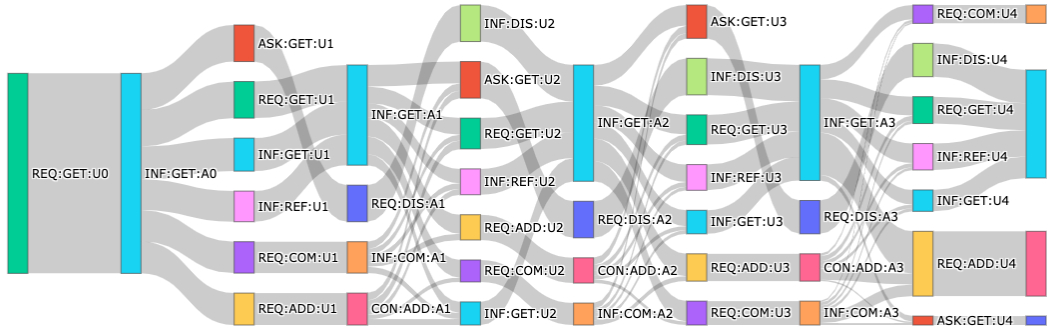 REQ:GET:U0
INF:GET:A0
ASK:GET:U1
REQ:GET:U1
INF:GET:U1
INF:REF:U1
REQ:COM:U1
REQ:ADD:U1
INF:GET:A1
REQ:DIS:A1
INF:COM:A1
CON:ADD:A1
INF:DIS:U2
ASK:GET:U2
REQ:GET:U2
INF:REF:U2
REQ:ADD:U2
REQ:COM:U2
INF:GET:U2
INF:GET:A2
REQ:DIS:A2
CON:ADD:A2
INF:COM:A2
ASK:GET:U3
INF:DIS:U3
REQ:GET:U3
INF:REF:U3
INF:GET:U3
REQ:ADD:U3
REQ:COM:U3
INF:GET:A3
REQ:DIS:A3
CON:ADD:A3
INF:COM:A3
REQ:COM:U4
INF:DIS:U4
REQ:GET:U4
INF:REF:U4
INF:GET:U4
REQ:ADD:U4
ASK:GET:U4